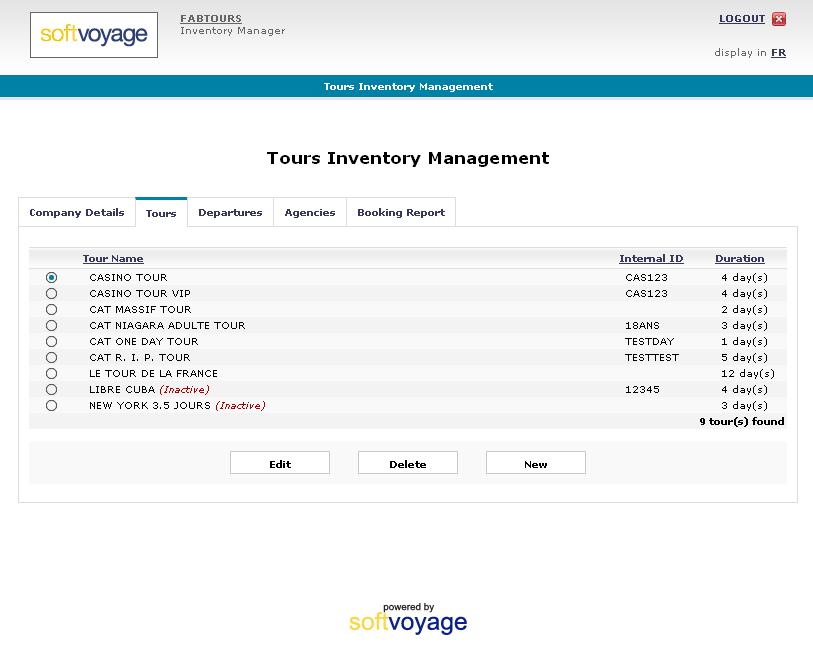 softvoyage
FABTOURS
Inventory Manager
LOGOUT
display in FR
Tours Inventory Management
Tours Inventory Management
Company Details Tours Departures Agencies Booking Report
Tour Name Internal ID Duration
CASINO TOUR CAS123 4 day(s)
CASINO TOUR VIP CAS123 4 day(s)
CAT MASSIF TOUR 2 day(s)
CAT NIAGARA ADULTE TOUR 18ANS 3 day(s)
CAT ONE DAY TOUR TESTDAY 1 day(s)
CAT R. I. P. TOUR TESTTEST 5 day(s)
LE TOUR DE LA FRANCE 12 day(s)
LIBRE CUBA (Inactive) 12345 4 day(s)
NEW YORK 3.5 JOURS (Inactive) 3 day(s)
9 tour(s) found
Edit Delete New
powered by
softvoyage